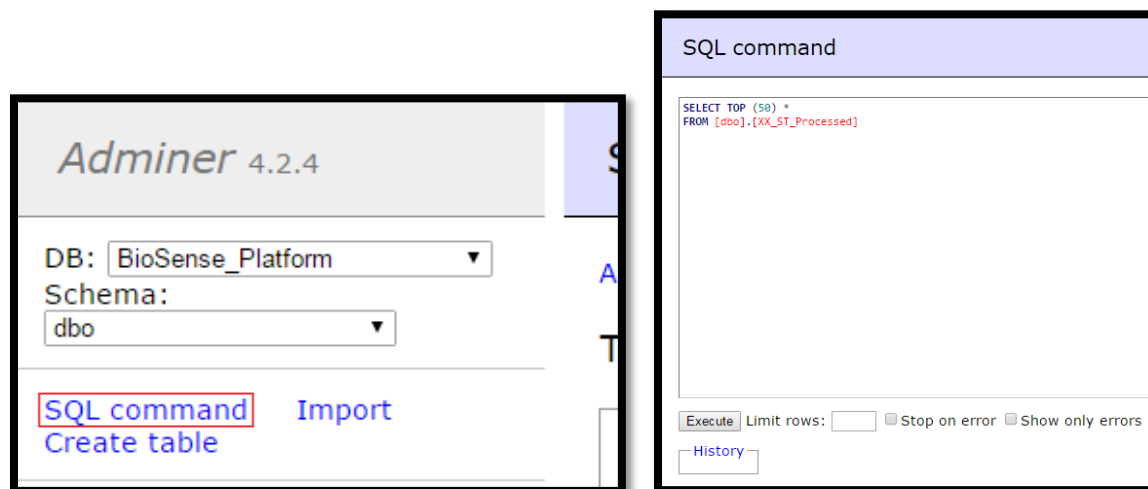 Adminer 4.2.4
DB: BioSense_Platform
Schema:
dbo
SQL command Import
Create table
S
A
T
SQL command
SELECT TOP (50) *
FROM [dbo].[XX_ST_Processed]
Execute Limit rows: Stop on error Show only errors
History